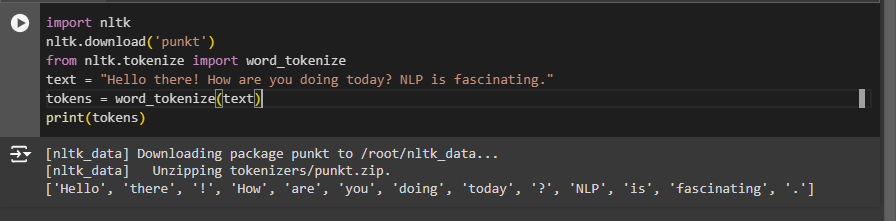 import nltk
nltk.download('punkt')
from nltk.tokenize import word_tokenize
text = "Hello there! How are you doing today? NLP is fascinating."
tokens = word_tokenize(text)
print(tokens)
[nltk_data] Downloading package punkt to /root/nltk_data...
[nltk_data]   Unzipping tokenizers/punkt.zip.
['Hello', 'there', '!', 'How', 'are', 'you', 'doing', 'today', '?', 'NLP', 'is', 'fascinating', '.']